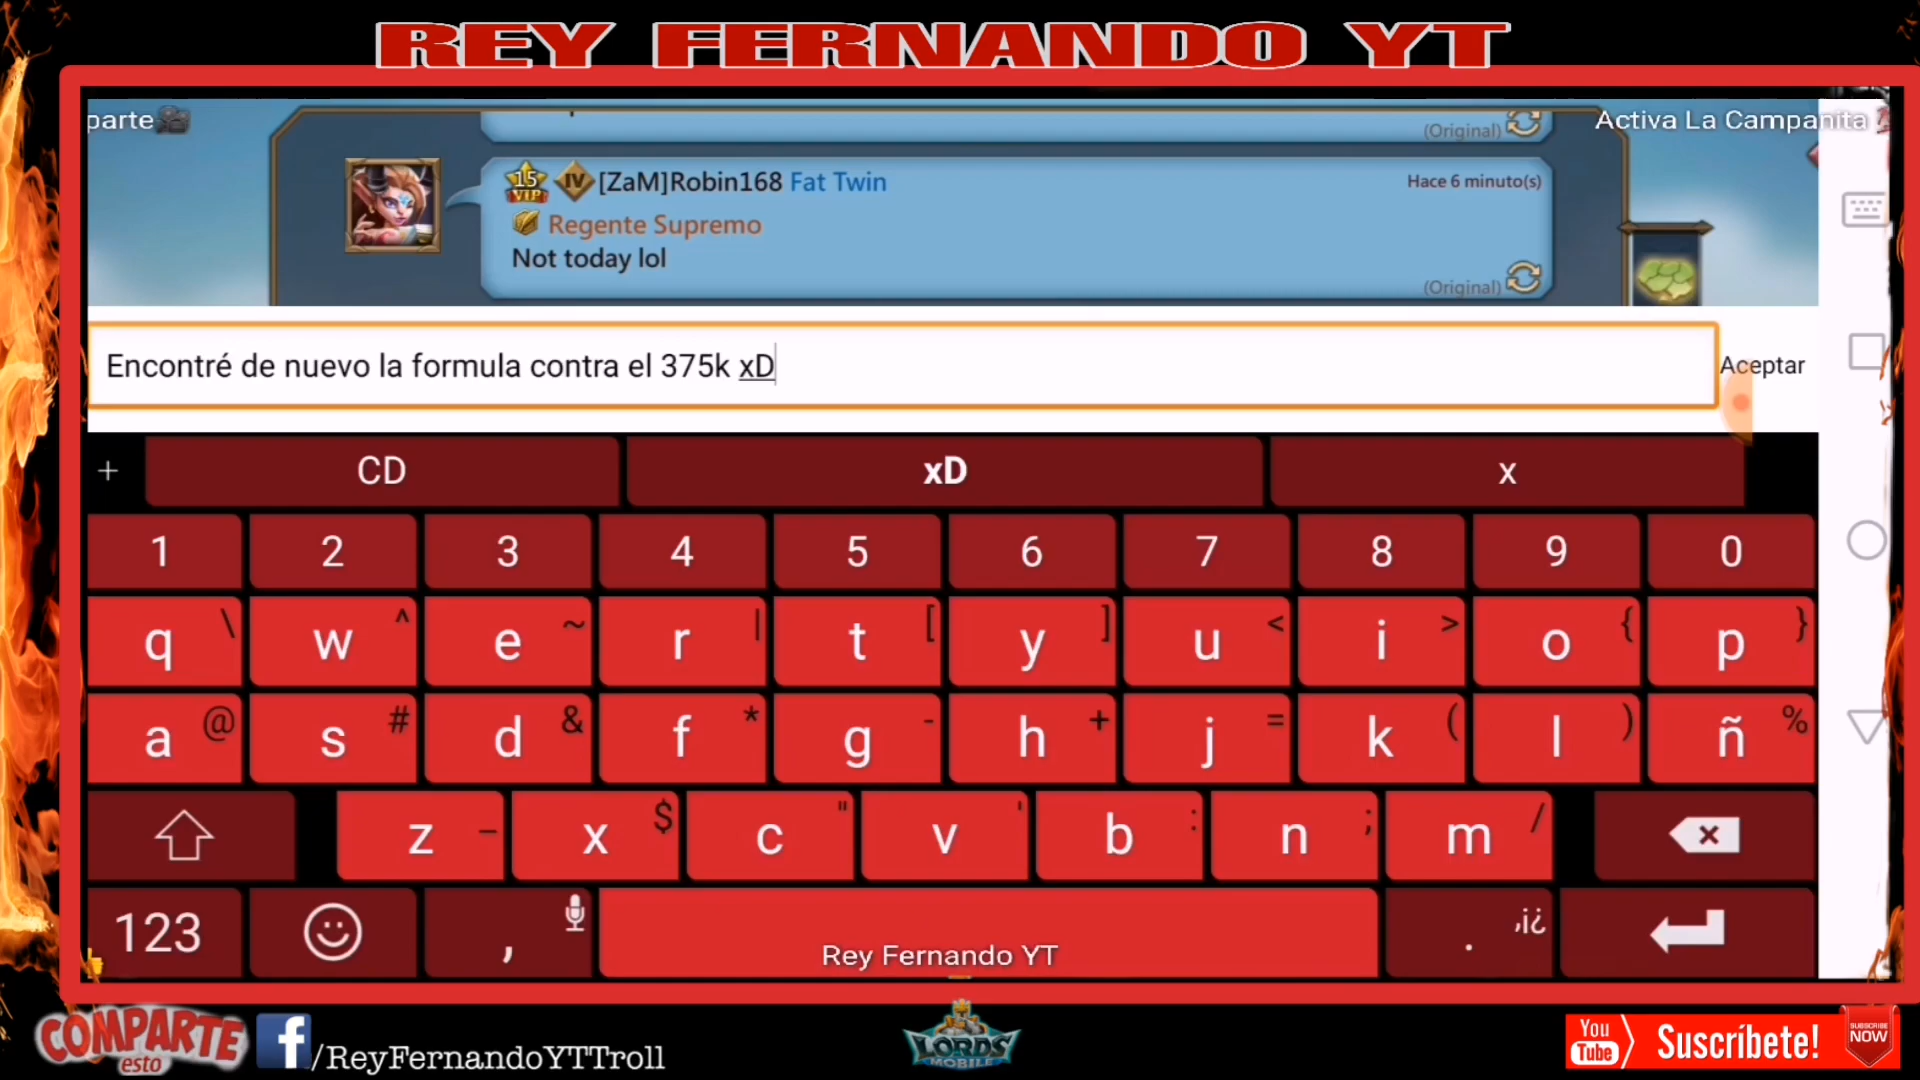 REY FERNANDO YT
parte
(Original)
Activa La Campanita
15 VIP IV [ZaM]Robin168 Fat Twin
Hace 6 minuto(s)
Regente Supremo
Not today lol
(Original)
Encontré de nuevo la formula contra el 375k xD
Aceptar
+ CD xD x
1 2 3 4 5 6 7 8 9 0
q \ w ^ e ~ r | t [ y ] u < i > o { p }
a @ s # d & f * g - h + j = k ( l ) ñ %
z _ x $ c " v ' b : n ; m /
123 , . ,¡¿
Rey Fernando YT
COMPARTE
esto
f /ReyFernandoYTTroll
LORDS
MOBILE
You
Tube
Suscríbete!
SUBSCRIBE
NOW